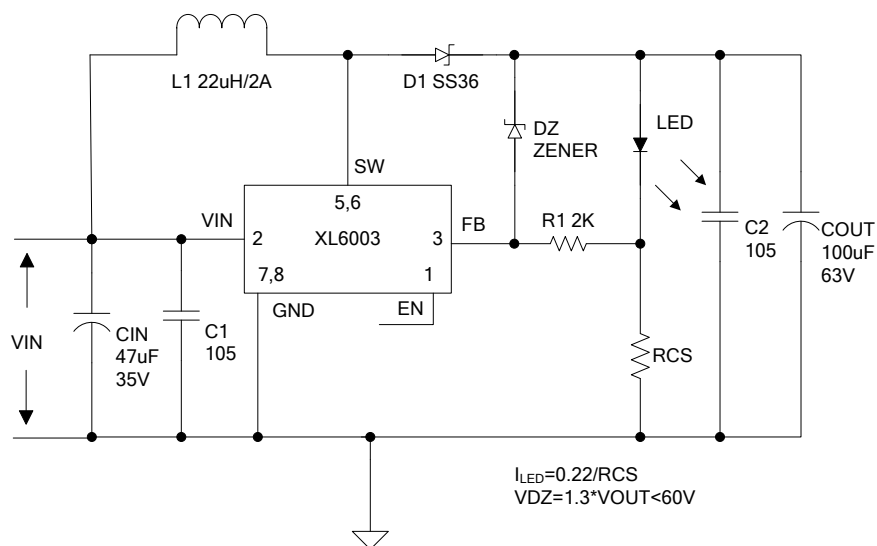 L1 22uH/2A
D1 SS36
DZ
ZENER
LED
SW
5,6
VIN
2
XL6003
3
FB
R1 2K
7,8
1
GND
EN
C2
105
COUT
100uF
63V
VIN
CIN
47uF
35V
C1
105
RCS
ILED=0.22/RCS
VDZ=1.3*VOUT<60V